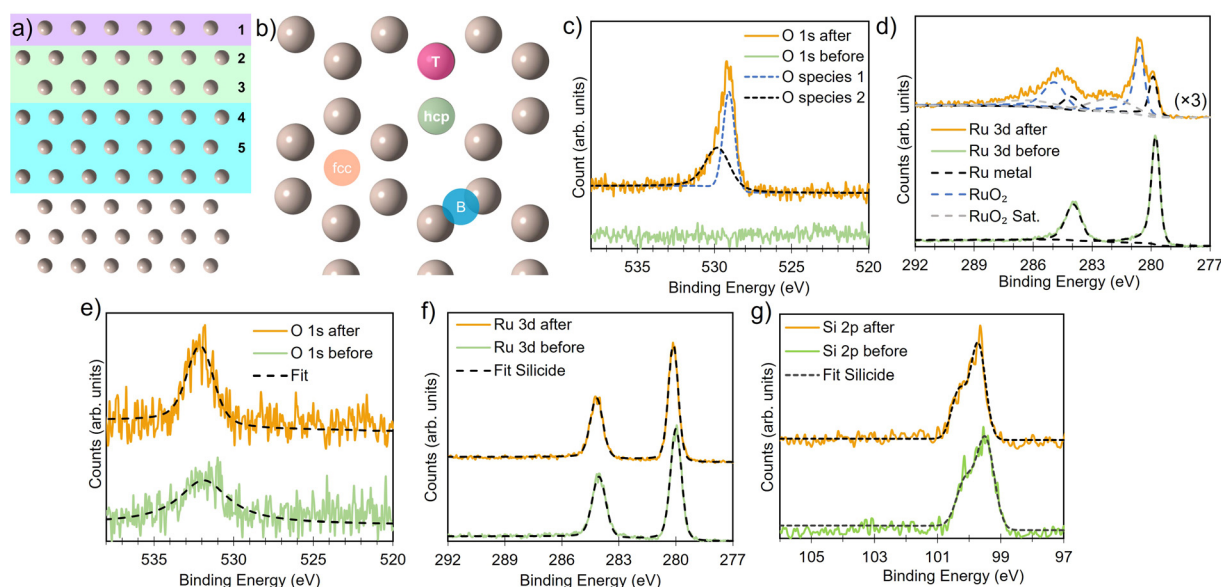 a)
1
2
3
4
5
b)
T
hcp
fcc
B
c)
O 1s after
O 1s before
O species 1
O species 2
Count (arb. units)
535 530 525 520
Binding Energy (eV)
d)
(×3)
Ru 3d after
Ru 3d before
Ru metal
RuO₂
RuO₂ Sat.
Counts (arb. units)
292 289 286 283 280 277
Binding Energy (eV)
e)
O 1s after
O 1s before
Fit
Counts (arb. units)
535 530 525 520
Binding Energy (eV)
f)
Ru 3d after
Ru 3d before
Fit Silicide
Counts (arb. units)
292 289 286 283 280 277
Binding Energy (eV)
g)
Si 2p after
Si 2p before
Fit Silicide
Counts (arb. units)
105 103 101 99 97
Binding Energy (eV)